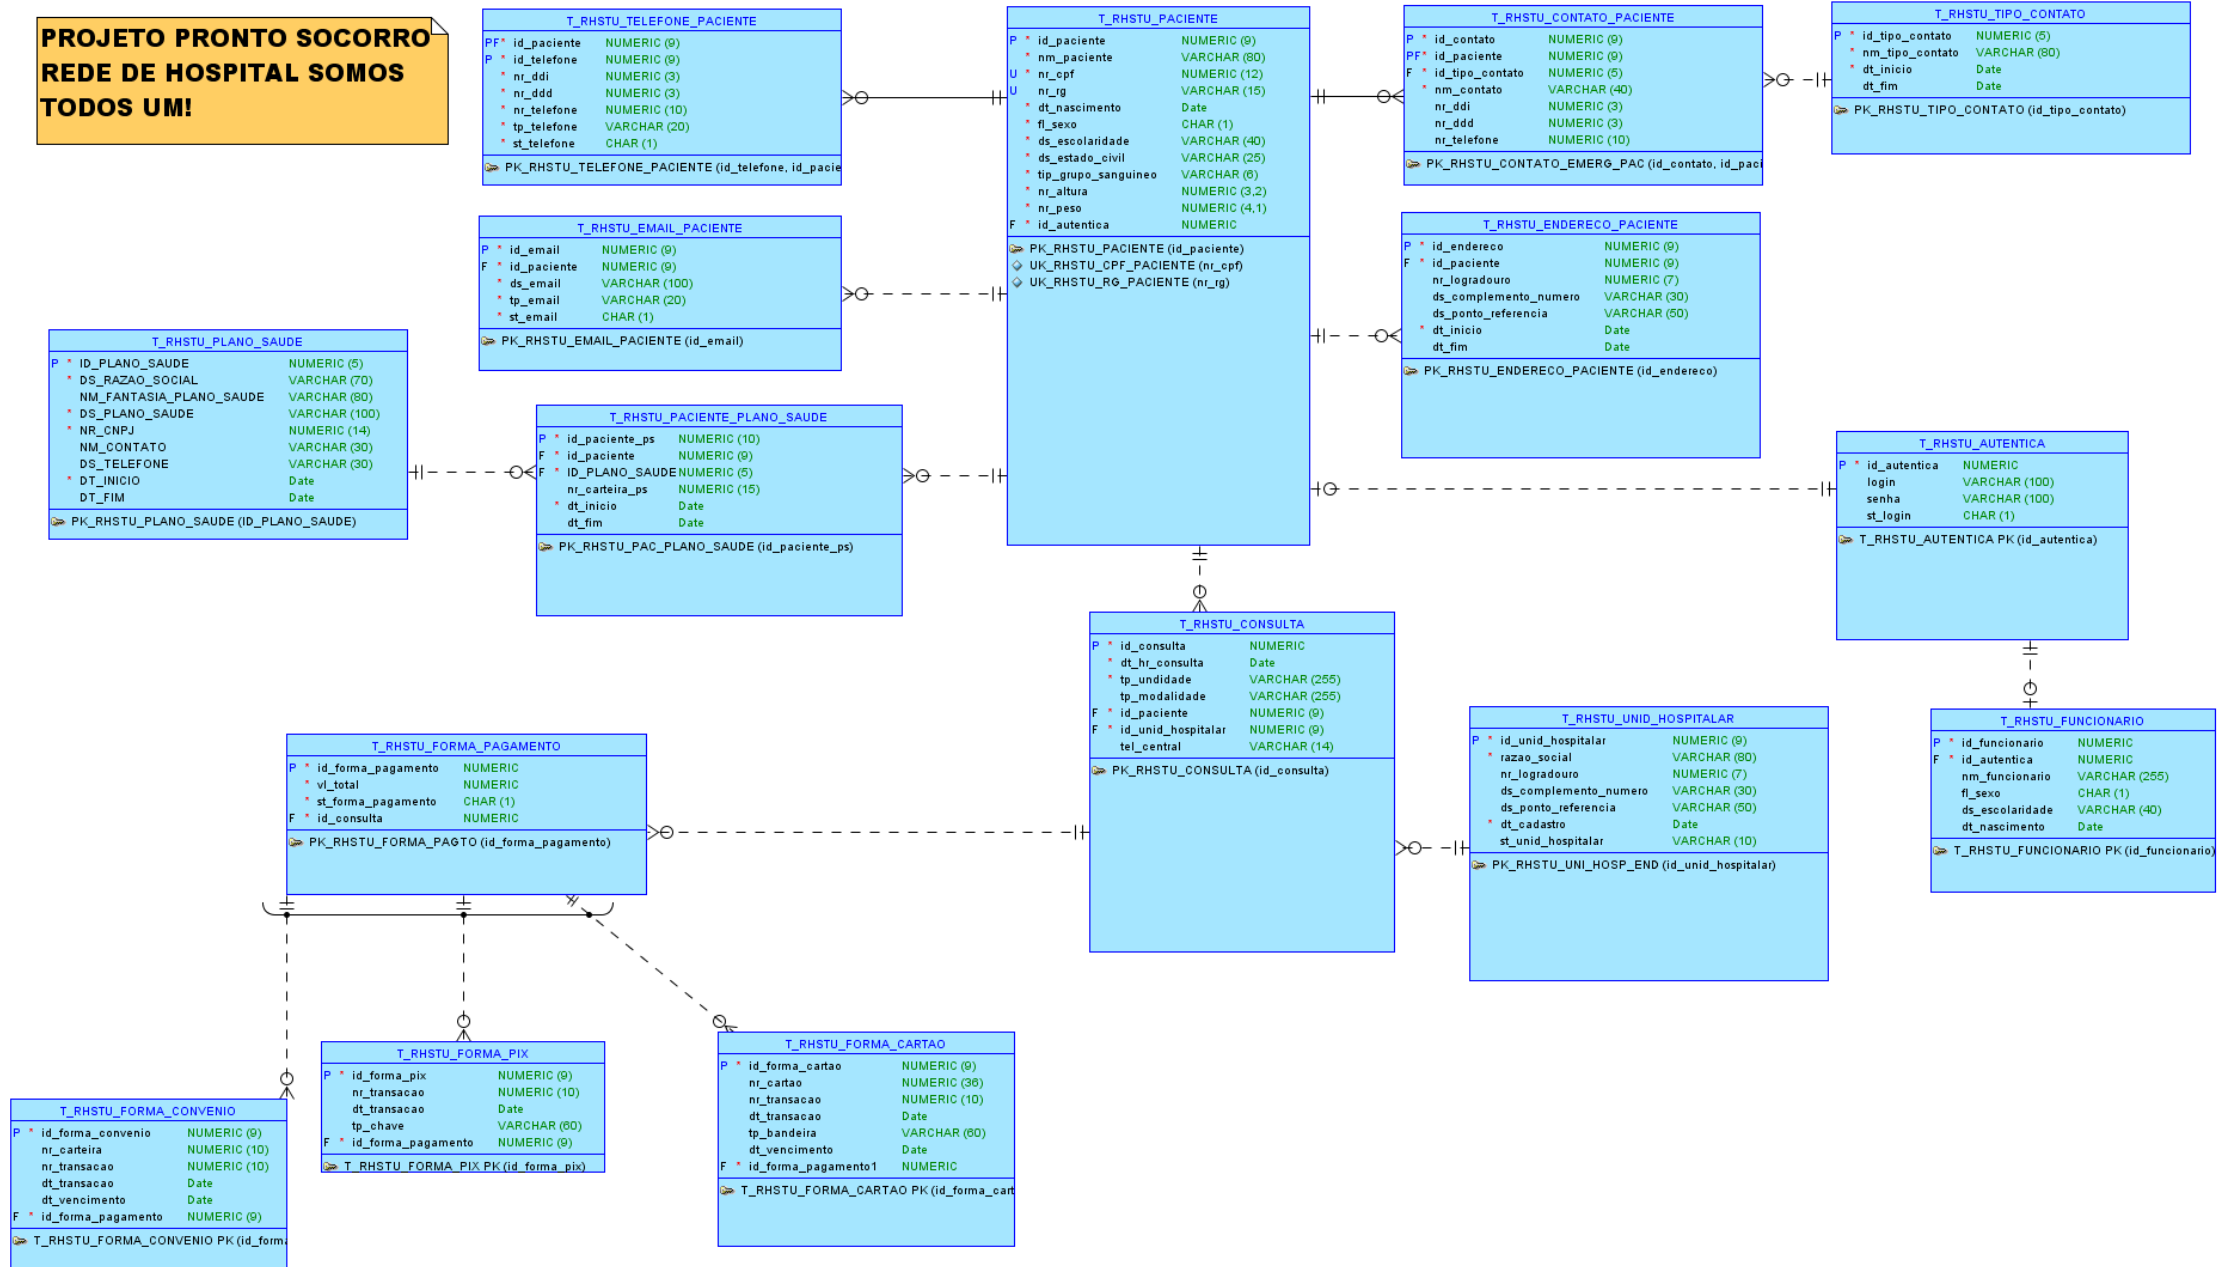 PROJETO PRONTO SOCORRO
REDE DE HOSPITAL SOMOS
TODOS UM!
T_RHSTU_TELEFONE_PACIENTE
PF* id_paciente NUMERIC (9)
P * id_telefone NUMERIC (9)
* nr_ddi NUMERIC (3)
* nr_ddd NUMERIC (3)
* nr_telefone NUMERIC (10)
* tp_telefone VARCHAR (20)
* st_telefone CHAR (1)
PK_RHSTU_TELEFONE_PACIENTE (id_telefone, id_pacie
T_RHSTU_PACIENTE
P * id_paciente NUMERIC (9)
* nm_paciente VARCHAR (80)
U * nr_cpf NUMERIC (12)
U nr_rg VARCHAR (15)
* dt_nascimento Date
* fl_sexo CHAR (1)
* ds_escolaridade VARCHAR (40)
* ds_estado_civil VARCHAR (25)
* tip_grupo_sanguineo VARCHAR (6)
* nr_altura NUMERIC (3,2)
* nr_peso NUMERIC (4,1)
F * id_autentica NUMERIC
PK_RHSTU_PACIENTE (id_paciente)
UK_RHSTU_CPF_PACIENTE (nr_cpf)
UK_RHSTU_RG_PACIENTE (nr_rg)
T_RHSTU_CONTATO_PACIENTE
P * id_contato NUMERIC (9)
PF* id_paciente NUMERIC (9)
F * id_tipo_contato NUMERIC (5)
* nm_contato VARCHAR (40)
nr_ddi NUMERIC (3)
nr_ddd NUMERIC (3)
nr_telefone NUMERIC (10)
PK_RHSTU_CONTATO_EMERG_PAC (id_contato, id_paci
T_RHSTU_TIPO_CONTATO
P * id_tipo_contato NUMERIC (5)
* nm_tipo_contato VARCHAR (80)
* dt_inicio Date
dt_fim Date
PK_RHSTU_TIPO_CONTATO (id_tipo_contato)
T_RHSTU_EMAIL_PACIENTE
P * id_email NUMERIC (9)
F * id_paciente NUMERIC (9)
* ds_email VARCHAR (100)
* tp_email VARCHAR (20)
* st_email CHAR (1)
PK_RHSTU_EMAIL_PACIENTE (id_email)
T_RHSTU_ENDERECO_PACIENTE
P * id_endereco NUMERIC (9)
F * id_paciente NUMERIC (9)
nr_logradouro NUMERIC (7)
ds_complemento_numero VARCHAR (30)
ds_ponto_referencia VARCHAR (50)
* dt_inicio Date
dt_fim Date
PK_RHSTU_ENDERECO_PACIENTE (id_endereco)
T_RHSTU_PLANO_SAUDE
P * ID_PLANO_SAUDE NUMERIC (5)
* DS_RAZAO_SOCIAL VARCHAR (70)
NM_FANTASIA_PLANO_SAUDE VARCHAR (80)
* DS_PLANO_SAUDE VARCHAR (100)
* NR_CNPJ NUMERIC (14)
NM_CONTATO VARCHAR (30)
DS_TELEFONE VARCHAR (30)
* DT_INICIO Date
DT_FIM Date
PK_RHSTU_PLANO_SAUDE (ID_PLANO_SAUDE)
T_RHSTU_PACIENTE_PLANO_SAUDE
P * id_paciente_ps NUMERIC (10)
F * id_paciente NUMERIC (9)
F * ID_PLANO_SAUDE NUMERIC (5)
nr_carteira_ps NUMERIC (15)
* dt_inicio Date
dt_fim Date
PK_RHSTU_PAC_PLANO_SAUDE (id_paciente_ps)
T_RHSTU_AUTENTICA
P * id_autentica NUMERIC
login VARCHAR (100)
senha VARCHAR (100)
st_login CHAR (1)
T_RHSTU_AUTENTICA PK (id_autentica)
T_RHSTU_CONSULTA
P * id_consulta NUMERIC
* dt_hr_consulta Date
* tp_undidade VARCHAR (255)
tp_modalidade VARCHAR (255)
F * id_paciente NUMERIC (9)
F * id_unid_hospitalar NUMERIC (9)
tel_central VARCHAR (14)
PK_RHSTU_CONSULTA (id_consulta)
T_RHSTU_UNID_HOSPITALAR
P * id_unid_hospitalar NUMERIC (9)
* razao_social VARCHAR (80)
nr_logradouro NUMERIC (7)
ds_complemento_numero VARCHAR (30)
ds_ponto_referencia VARCHAR (50)
* dt_cadastro Date
st_unid_hospitalar VARCHAR (10)
PK_RHSTU_UNI_HOSP_END (id_unid_hospitalar)
T_RHSTU_FUNCIONARIO
P * id_funcionario NUMERIC
F * id_autentica NUMERIC
nm_funcionario VARCHAR (255)
fl_sexo CHAR (1)
ds_escolaridade VARCHAR (40)
dt_nascimento Date
T_RHSTU_FUNCIONARIO PK (id_funcionario)
T_RHSTU_FORMA_PAGAMENTO
P * id_forma_pagamento NUMERIC
* vl_total NUMERIC
* st_forma_pagamento CHAR (1)
F * id_consulta NUMERIC
PK_RHSTU_FORMA_PAGTO (id_forma_pagamento)
T_RHSTU_FORMA_CONVENIO
P * id_forma_convenio NUMERIC (9)
nr_carteira NUMERIC (10)
nr_transacao NUMERIC (10)
dt_transacao Date
dt_vencimento Date
F * id_forma_pagamento NUMERIC (9)
T_RHSTU_FORMA_CONVENIO PK (id_forma
T_RHSTU_FORMA_PIX
P * id_forma_pix NUMERIC (9)
nr_transacao NUMERIC (10)
dt_transacao Date
tp_chave VARCHAR (60)
F * id_forma_pagamento NUMERIC (9)
T_RHSTU_FORMA_PIX PK (id_forma_pix)
T_RHSTU_FORMA_CARTAO
P * id_forma_cartao NUMERIC (9)
nr_cartao NUMERIC (36)
nr_transacao NUMERIC (10)
dt_transacao Date
tp_bandeira VARCHAR (60)
dt_vencimento Date
F * id_forma_pagamento1 NUMERIC
T_RHSTU_FORMA_CARTAO PK (id_forma_cart